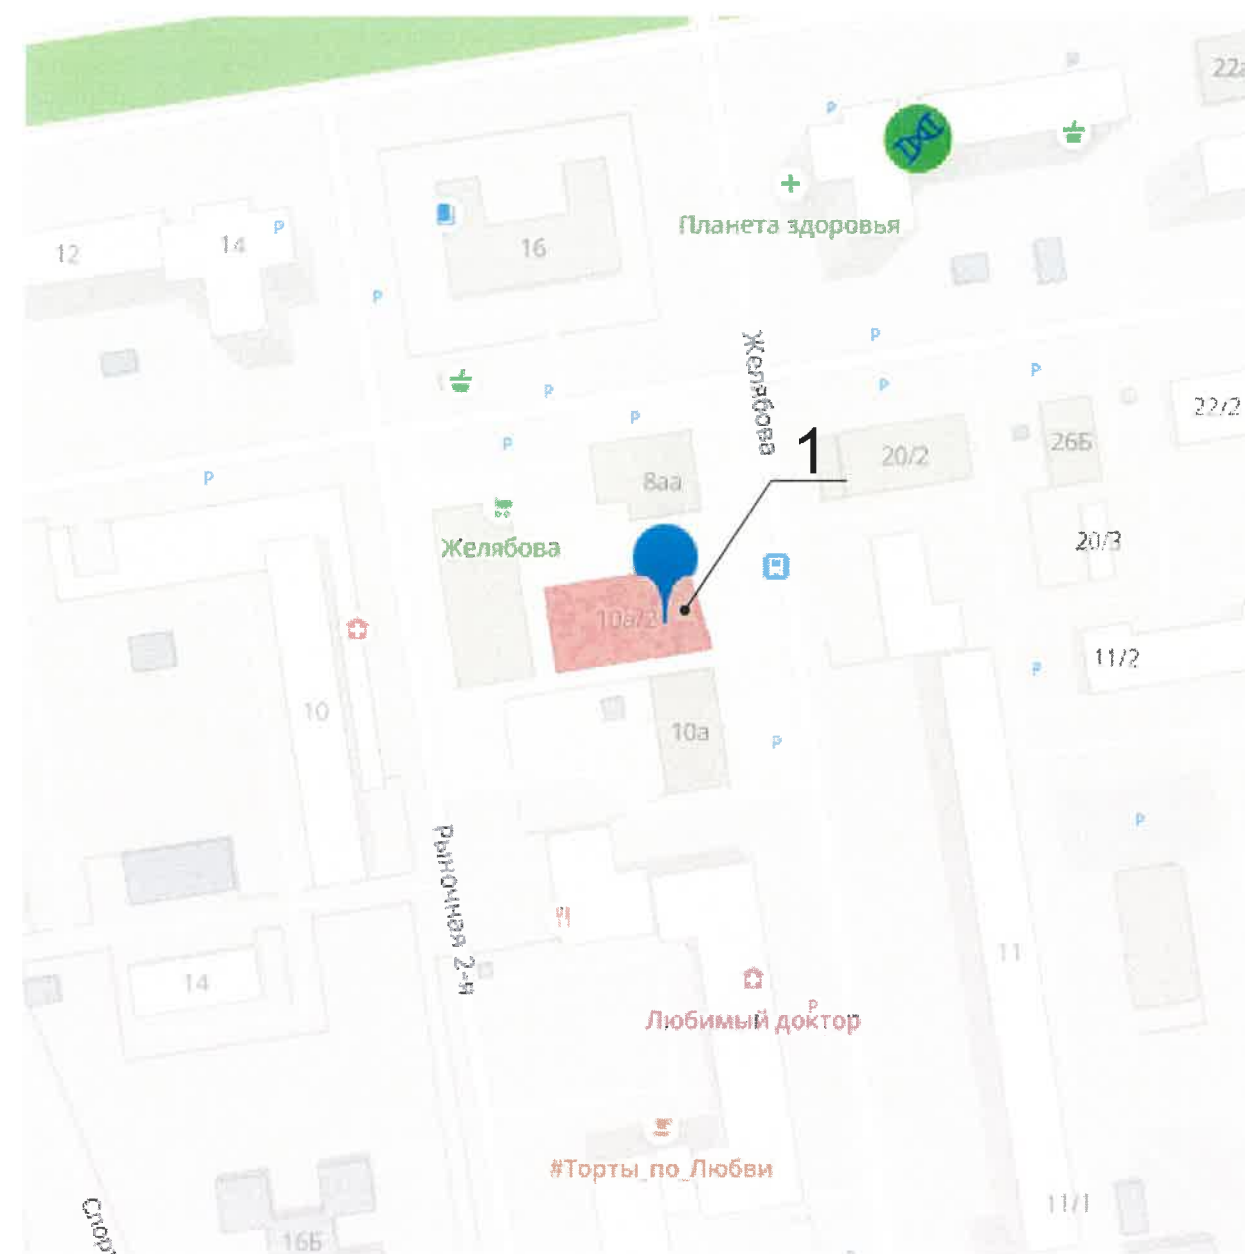 22а
Планета здоровья
12
14
16
Желябова
22/2
1
20/2
26Б
8аа
Желябова
20/3
10а/2
11/2
10
10а
Рыночная 2-я
14
11
Любимый доктор
#Торты_по_Любви
Спор
16Б
11/1
P
P
P
P
P
P
P
P
P
P
P
P
P
P